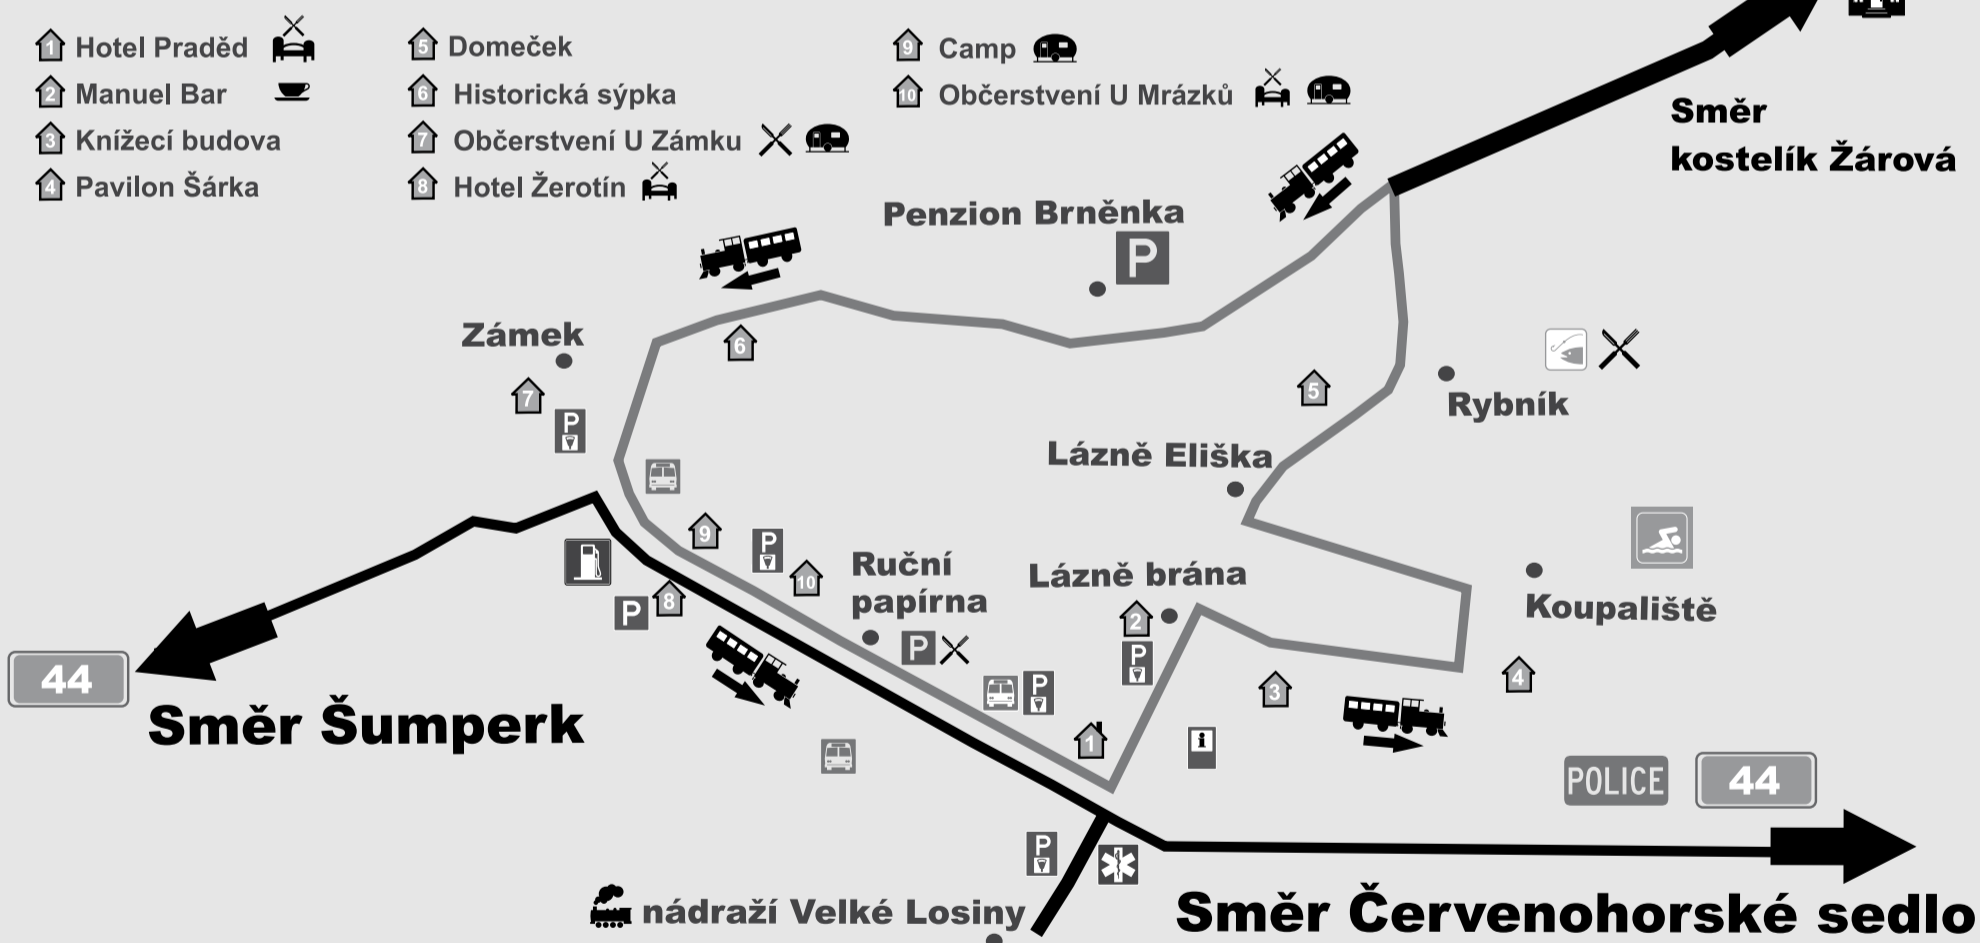 1 Hotel Praděd
2 Manuel Bar
3 Knížecí budova
4 Pavilon Šárka
5 Domeček
6 Historická sýpka
7 Občerstvení U Zámku
8 Hotel Žerotín
9 Camp
10 Občerstvení U Mrázků
Směr
kostelík Žárová
Penzion Brněnka
P
Zámek
6
7
P
5
Rybník
Lázně Eliška
9
P
10
Ruční
papírna
P
Lázně brána
2
P
Koupaliště
P
8
44
Směr Šumperk
P
1
i
3
4
POLICE
44
P
nádraží Velké Losiny
Směr Červenohorské sedlo